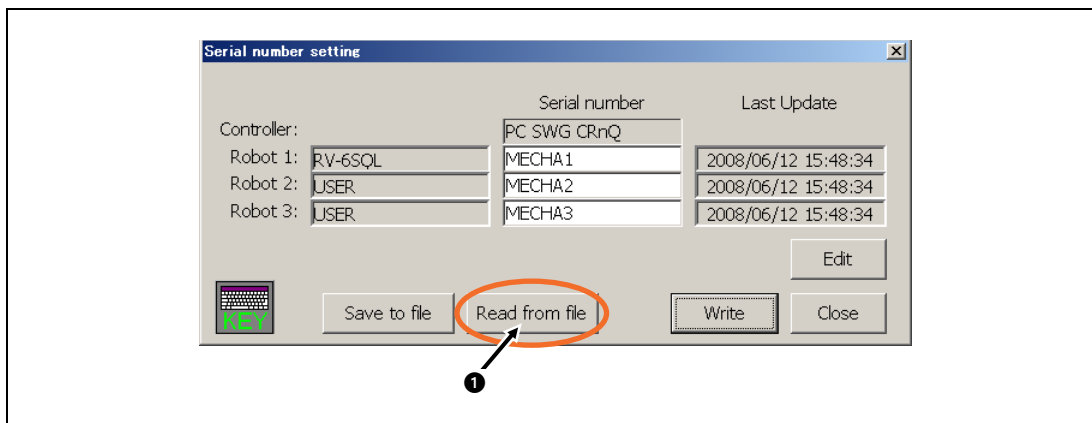 Serial number setting
Serial number Last Update
Controller: PC SWG CRnQ
Robot 1: RV-6SQL MECHA1 2008/06/12 15:48:34
Robot 2: USER MECHA2 2008/06/12 15:48:34
Robot 3: USER MECHA3 2008/06/12 15:48:34
Edit
KEY Save to file Read from file Write Close
❶